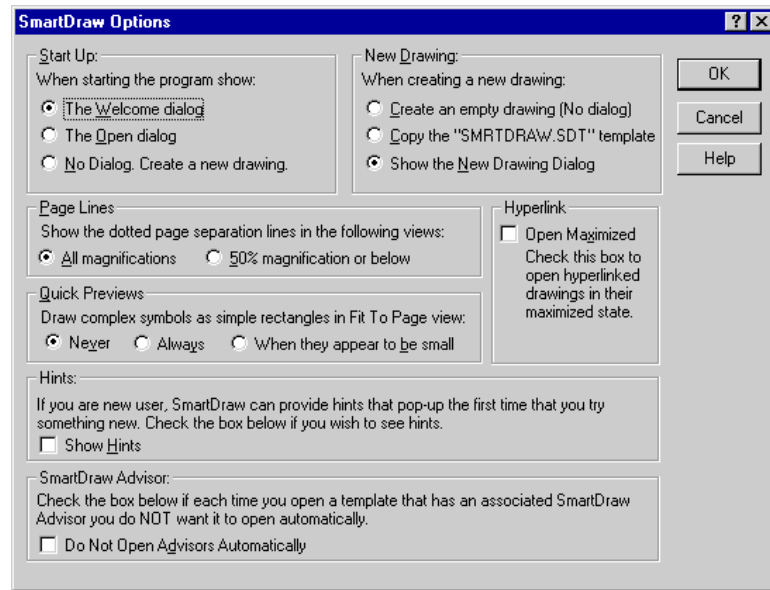 SmartDraw Options
Start Up:
When starting the program show:
The Welcome dialog
The Open dialog
No Dialog. Create a new drawing.
New Drawing:
When creating a new drawing:
Create an empty drawing (No dialog)
Copy the "SMRTDRAW.SDT" template
Show the New Drawing Dialog
OK
Cancel
Help
Page Lines
Show the dotted page separation lines in the following views:
All magnifications
50% magnification or below
Hyperlink
Open Maximized
Check this box to
open hyperlinked
drawings in their
maximized state.
Quick Previews
Draw complex symbols as simple rectangles in Fit To Page view:
Never
Always
When they appear to be small
Hints:
If you are new user, SmartDraw can provide hints that pop-up the first time that you try
something new. Check the box below if you wish to see hints.
Show Hints
SmartDraw Advisor:
Check the box below if each time you open a template that has an associated SmartDraw
Advisor you do NOT want it to open automatically.
Do Not Open Advisors Automatically